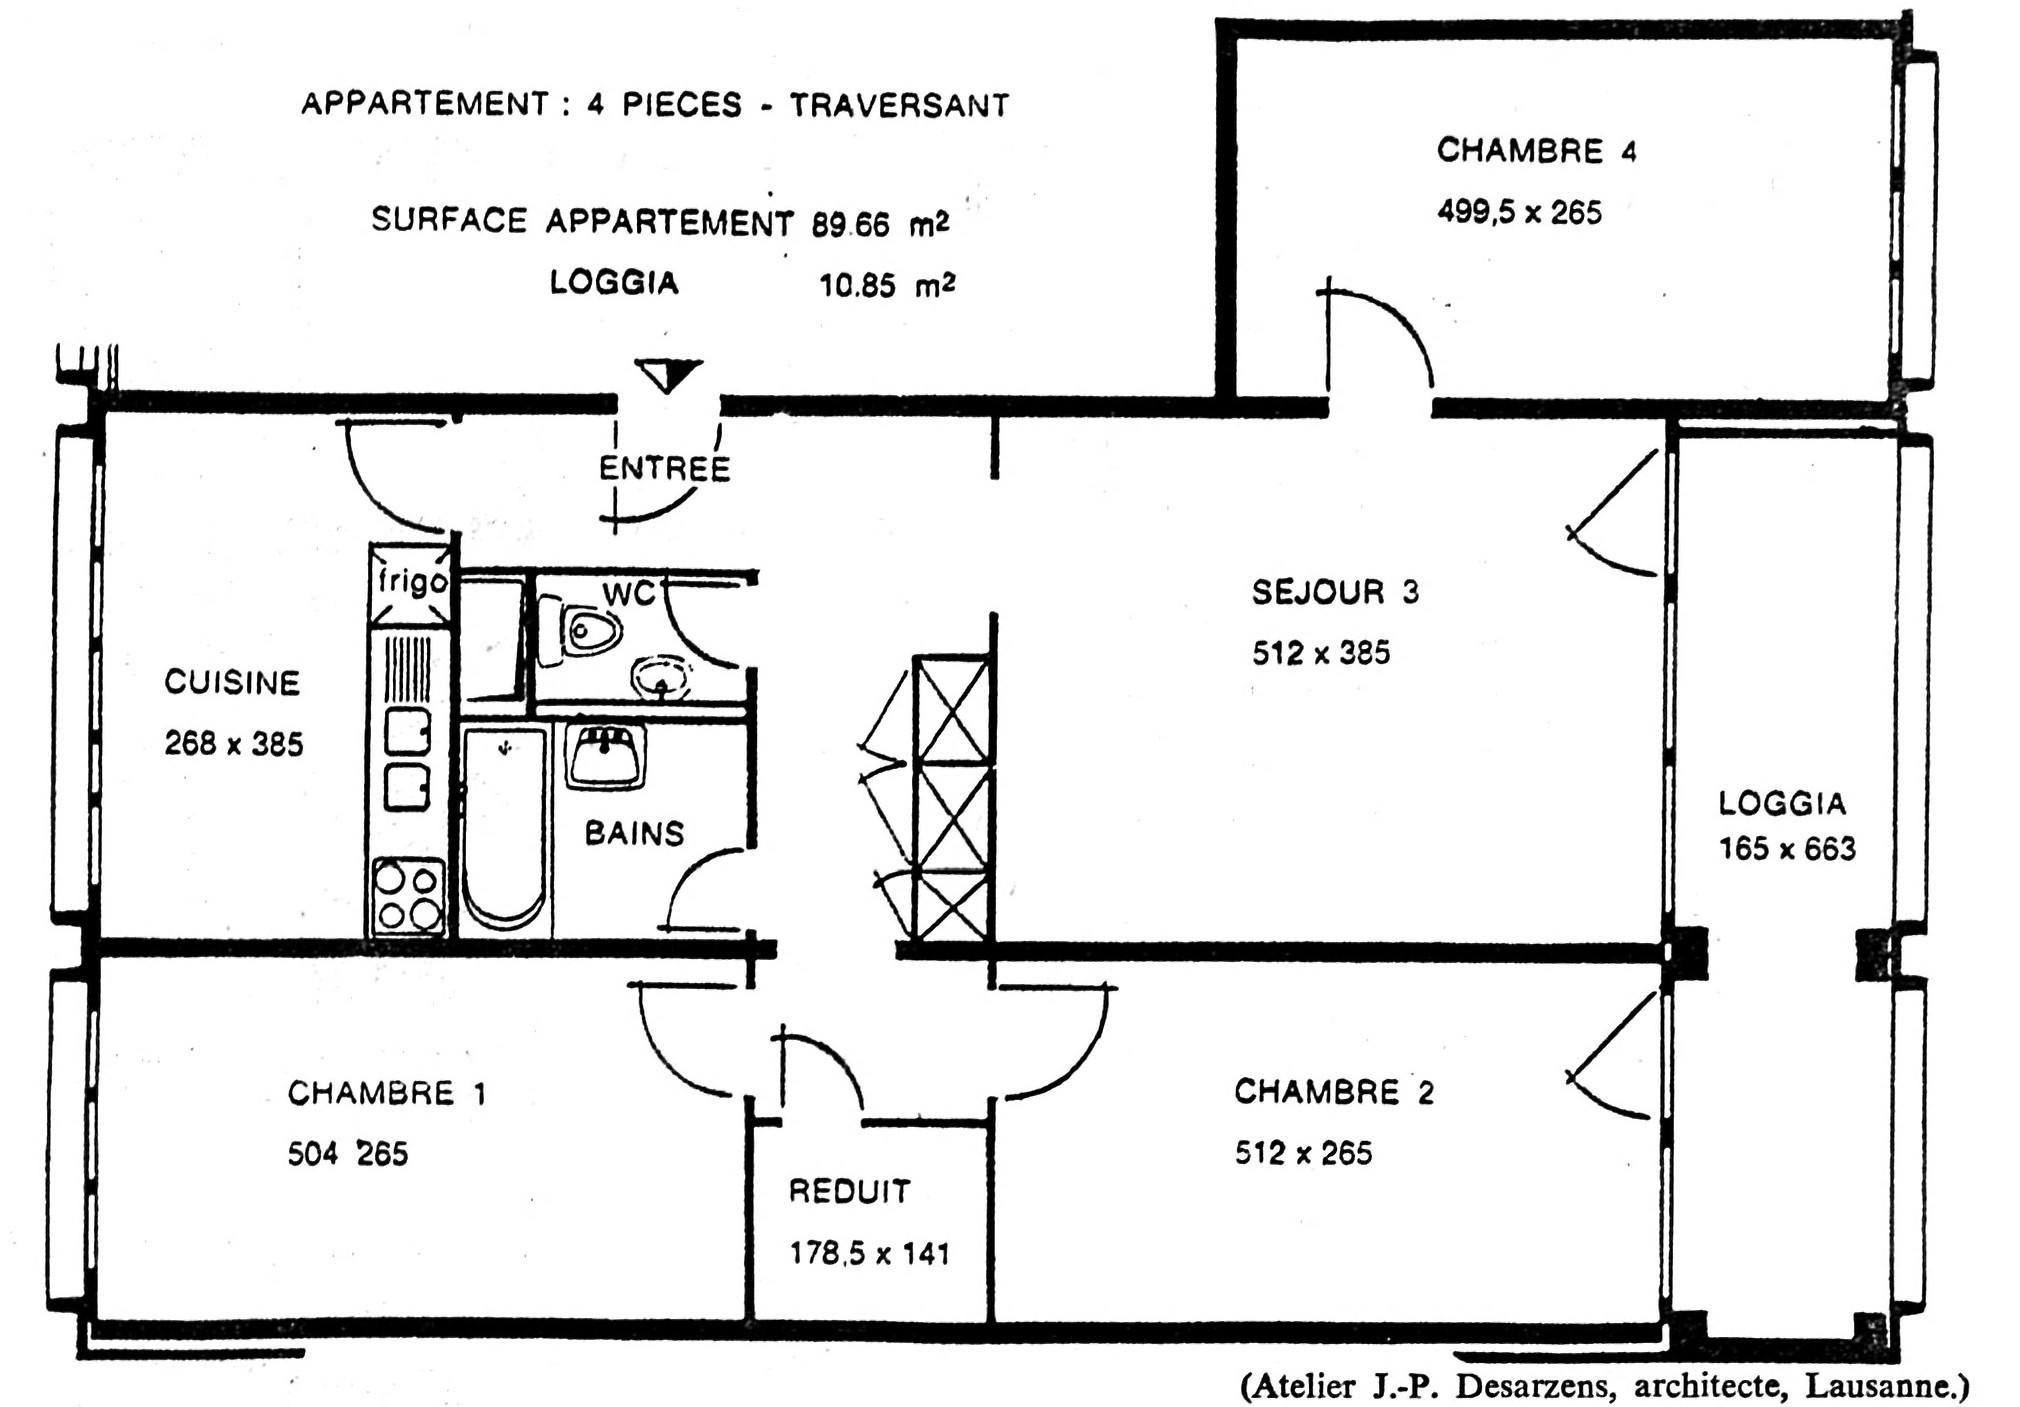 APPARTEMENT : 4 PIECES - TRAVERSANT
SURFACE APPARTEMENT 89.66 m2
LOGGIA 10.85 m2
CHAMBRE 4
499,5 x 265
ENTREE
frigo
WC
SEJOUR 3
512 x 385
CUISINE
268 x 385
BAINS
LOGGIA
165 x 663
CHAMBRE 1
504 265
CHAMBRE 2
512 x 265
REDUIT
178,5 x 141
(Atelier J.-P. Desarzens, architecte, Lausanne.)